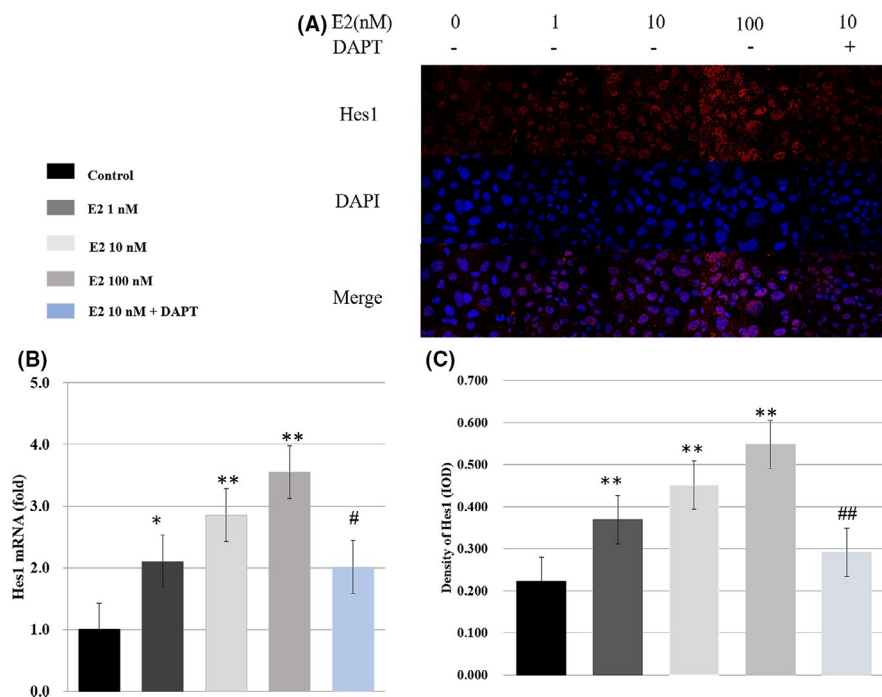 (A) E2(nM) 0 1 10 100 10
DAPT - - - - +
Hes1
DAPI
Merge
Control
E2 1 nM
E2 10 nM
E2 100 nM
E2 10 nM + DAPT
(B)
Hes1 mRNA (fold)
5.0
4.0
3.0
2.0
1.0
0.0
*
**
**
#
(C)
Density of Hes1 (IOD)
0.700
0.600
0.500
0.400
0.300
0.200
0.100
0.000
**
**
**
##